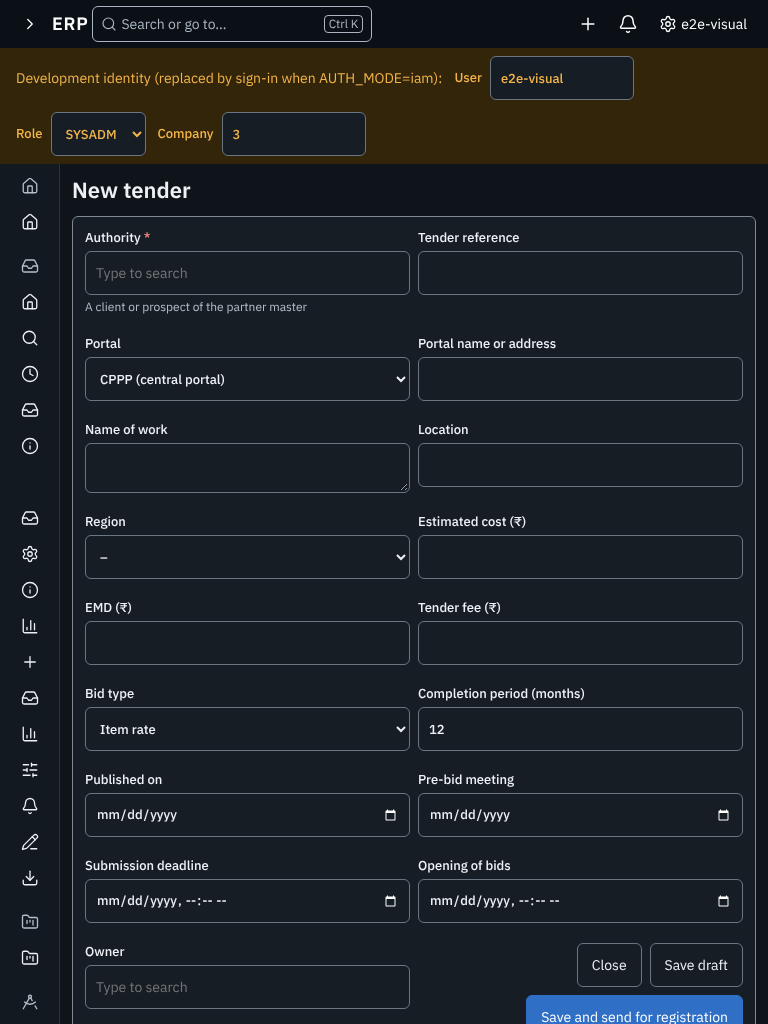 ERP Search or go to... Ctrl K e2e-visual
Development identity (replaced by sign-in when AUTH_MODE=iam): User e2e-visual
Role SYSADM Company 3
New tender
Authority * Tender reference
Type to search
A client or prospect of the partner master
Portal Portal name or address
CPPP (central portal)
Name of work Location
Region Estimated cost (₹)
–
EMD (₹) Tender fee (₹)
Bid type Completion period (months)
Item rate 12
Published on Pre-bid meeting
mm/dd/yyyy mm/dd/yyyy
Submission deadline Opening of bids
mm/dd/yyyy, --:-- -- mm/dd/yyyy, --:-- --
Owner
Type to search Close Save draft
Save and send for registration